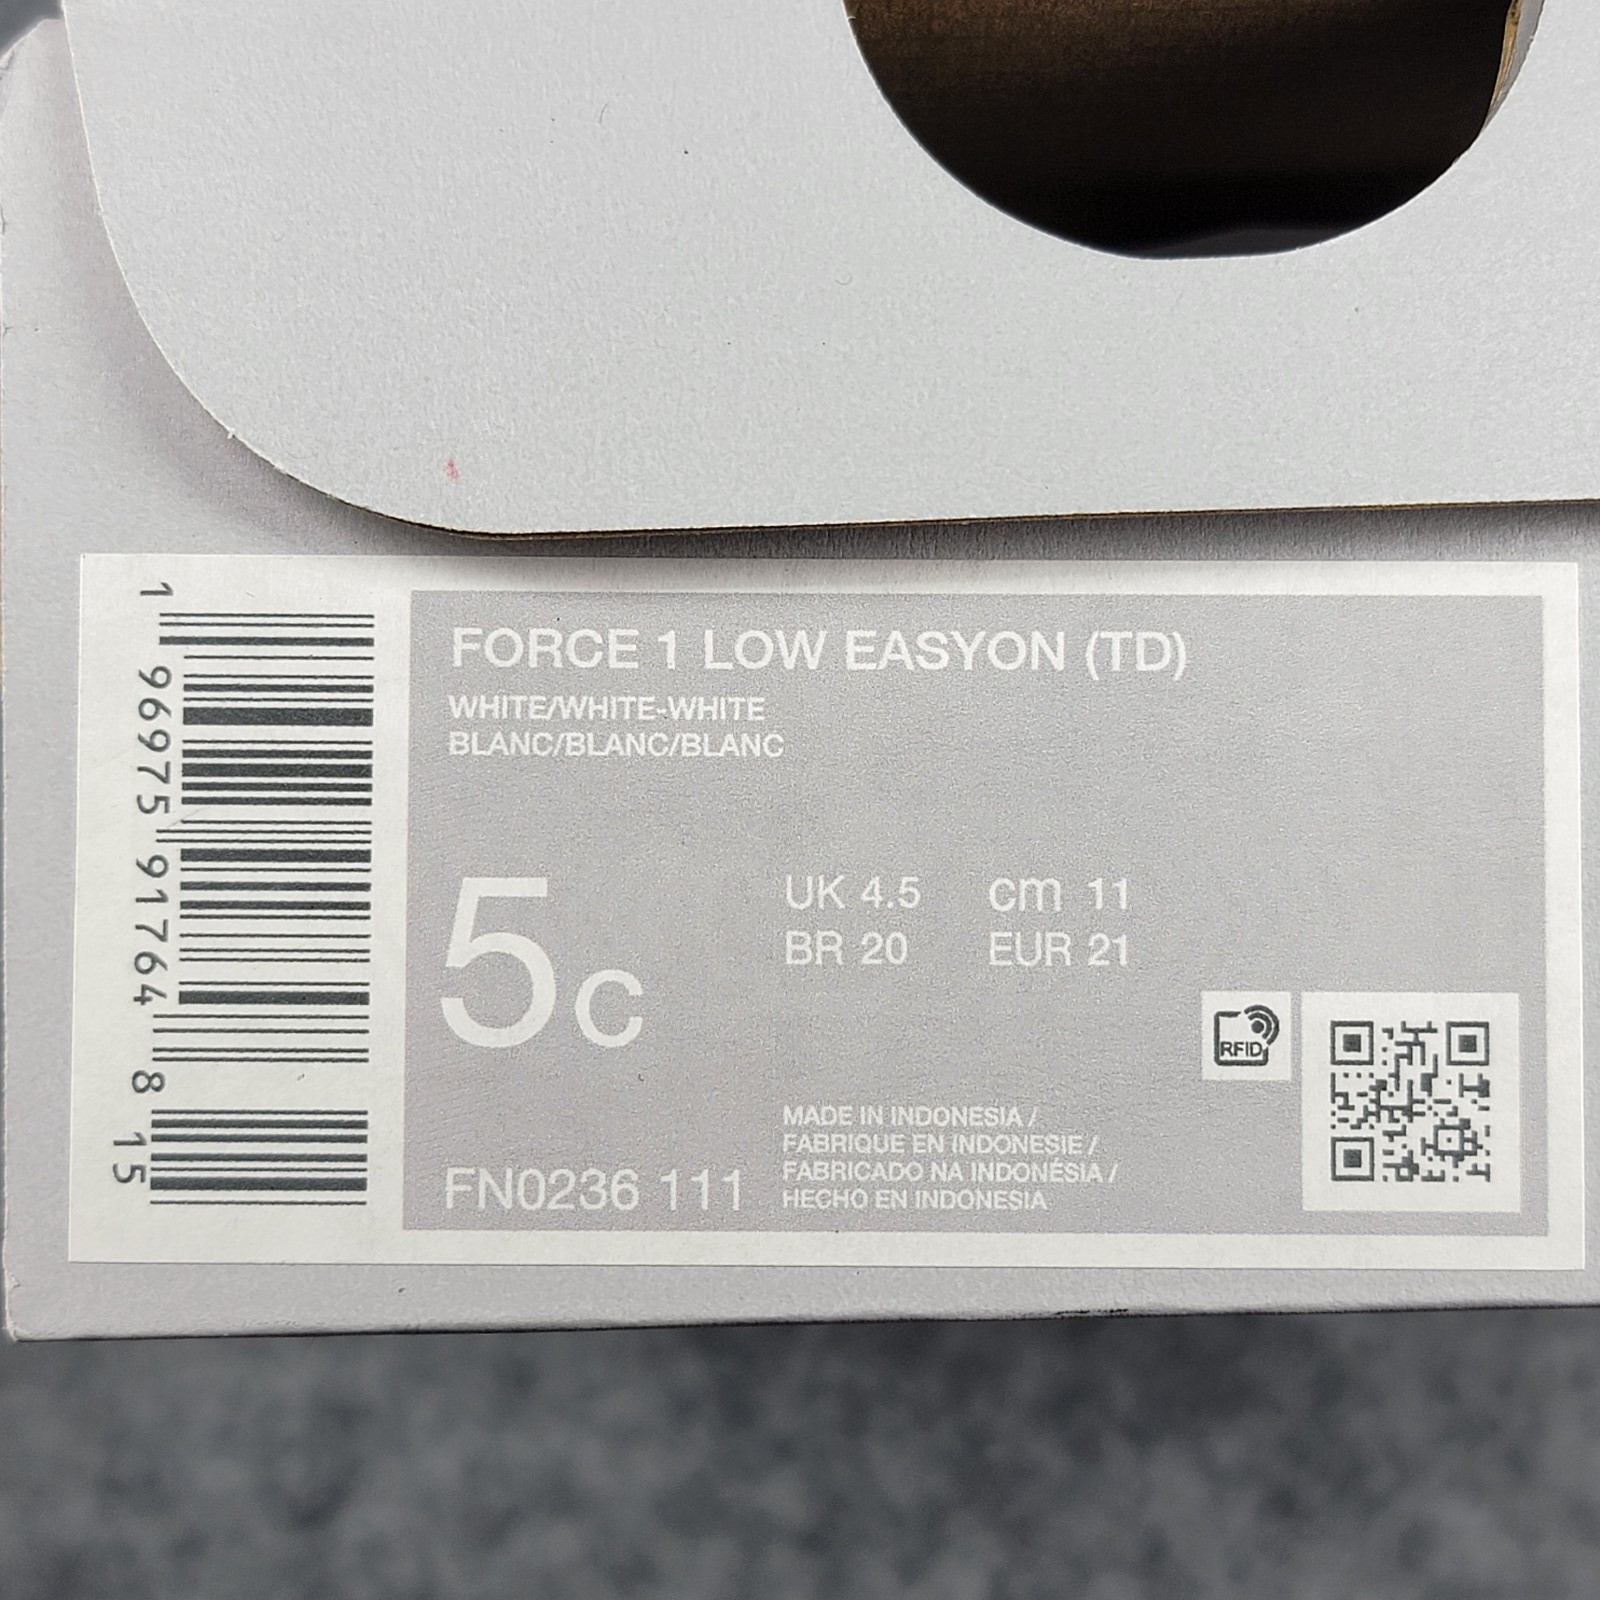 FORCE 1 LOW EASYON (TD)
WHITE/WHITE-WHITE
BLANC/BLANC/BLANC
5c
UK 4.5 cm 11
BR 20 EUR 21
RFID
MADE IN INDONESIA /
FABRIQUE EN INDONESIE /
FABRICADO NA INDONÉSIA /
HECHO EN INDONESIA
FN0236 111
1 96975 91764 8 15